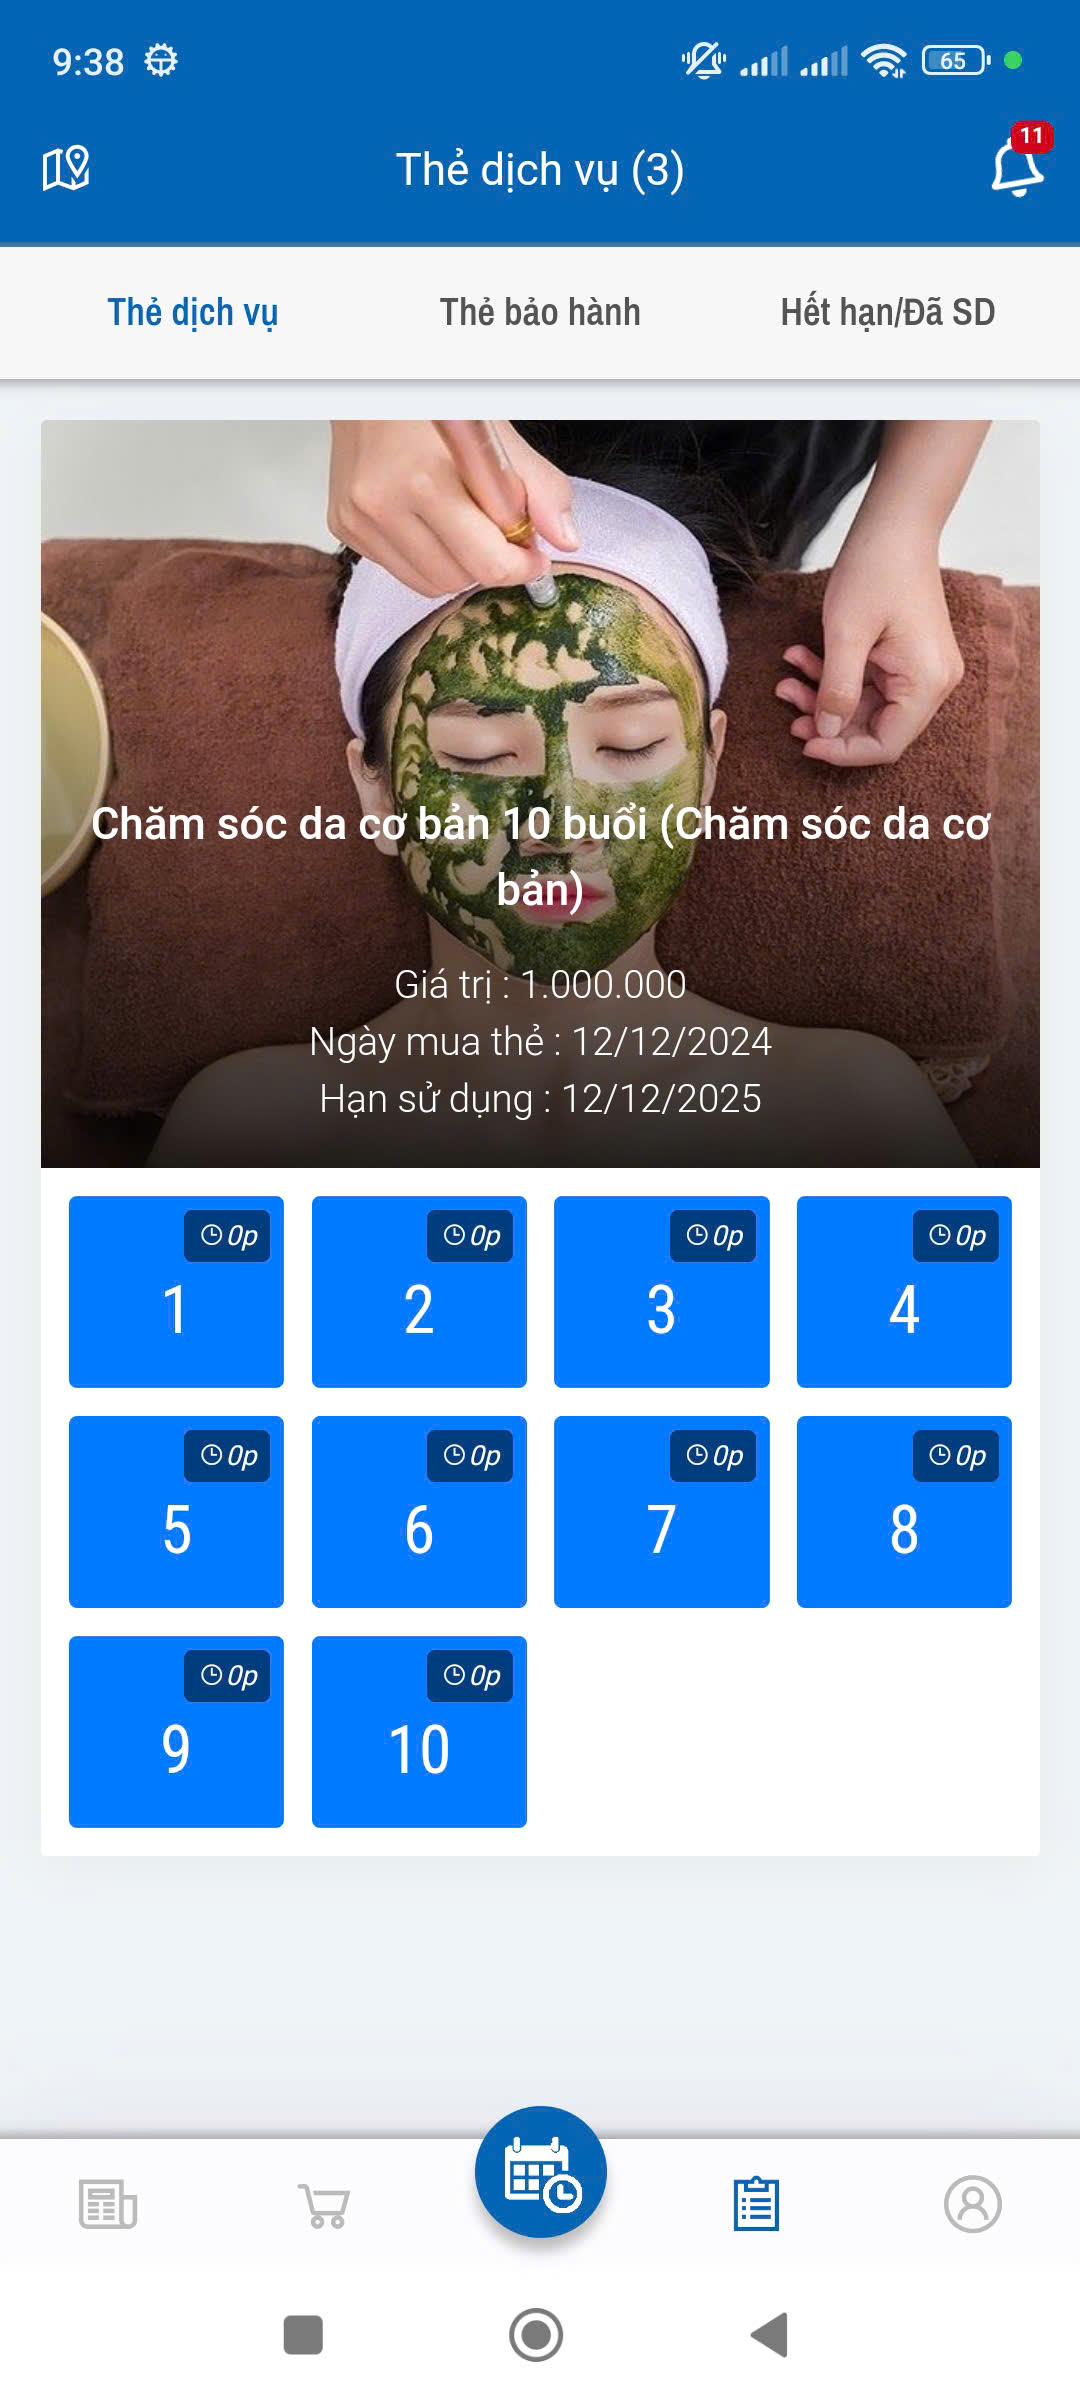 9:38
65
Thẻ dịch vụ (3)
11
Thẻ dịch vụ
Thẻ bảo hành
Hết hạn/Đã SD
Chăm sóc da cơ bản 10 buổi (Chăm sóc da cơ
bản)
Giá trị : 1.000.000
Ngày mua thẻ : 12/12/2024
Hạn sử dụng : 12/12/2025
0p
1
0p
2
0p
3
0p
4
0p
5
0p
6
0p
7
0p
8
0p
9
0p
10